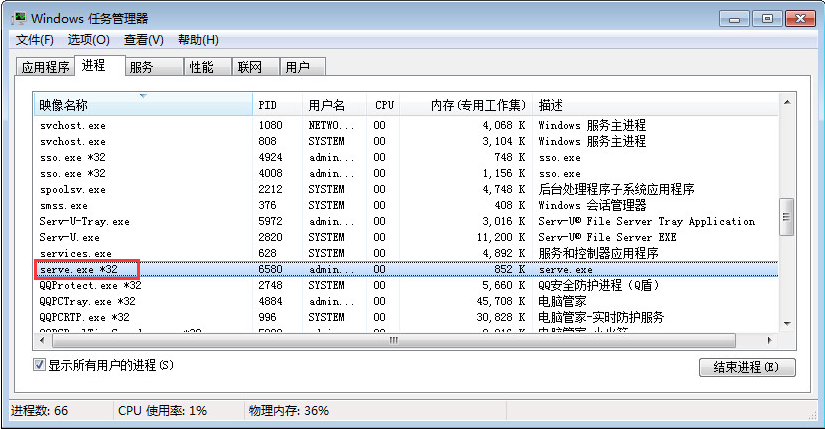 Windows 任务管理器
文件(F) 选项(O) 查看(V) 帮助(H)
应用程序 进程 服务 性能 联网 用户
映像名称 PID 用户名 CPU 内存(专用工作集) 描述
svchost.exe 1080 NETWO... 00 4,068 K Windows 服务主进程
svchost.exe 808 SYSTEM 00 3,104 K Windows 服务主进程
sso.exe *32 4924 admin... 00 748 K sso.exe
sso.exe *32 4008 admin... 00 1,156 K sso.exe
spoolsv.exe 2212 SYSTEM 00 4,748 K 后台处理程序子系统应用程序
smss.exe 376 SYSTEM 00 408 K Windows 会话管理器
Serv-U-Tray.exe 5972 admin... 00 3,016 K Serv-U® File Server Tray Application
Serv-U.exe 2820 SYSTEM 00 11,200 K Serv-U® File Server EXE
services.exe 628 SYSTEM 00 4,892 K 服务和控制器应用程序
serve.exe *32 6580 admin... 00 852 K serve.exe
QQProtect.exe *32 2748 SYSTEM 00 5,660 K QQ安全防护进程（Q盾）
QQPCTray.exe *32 4884 admin... 00 45,708 K 电脑管家
QQPCRTP.exe *32 996 SYSTEM 00 30,828 K 电脑管家-实时防护服务
显示所有用户的进程(S) 结束进程(E)
进程数: 66 CPU 使用率: 1% 物理内存: 36%